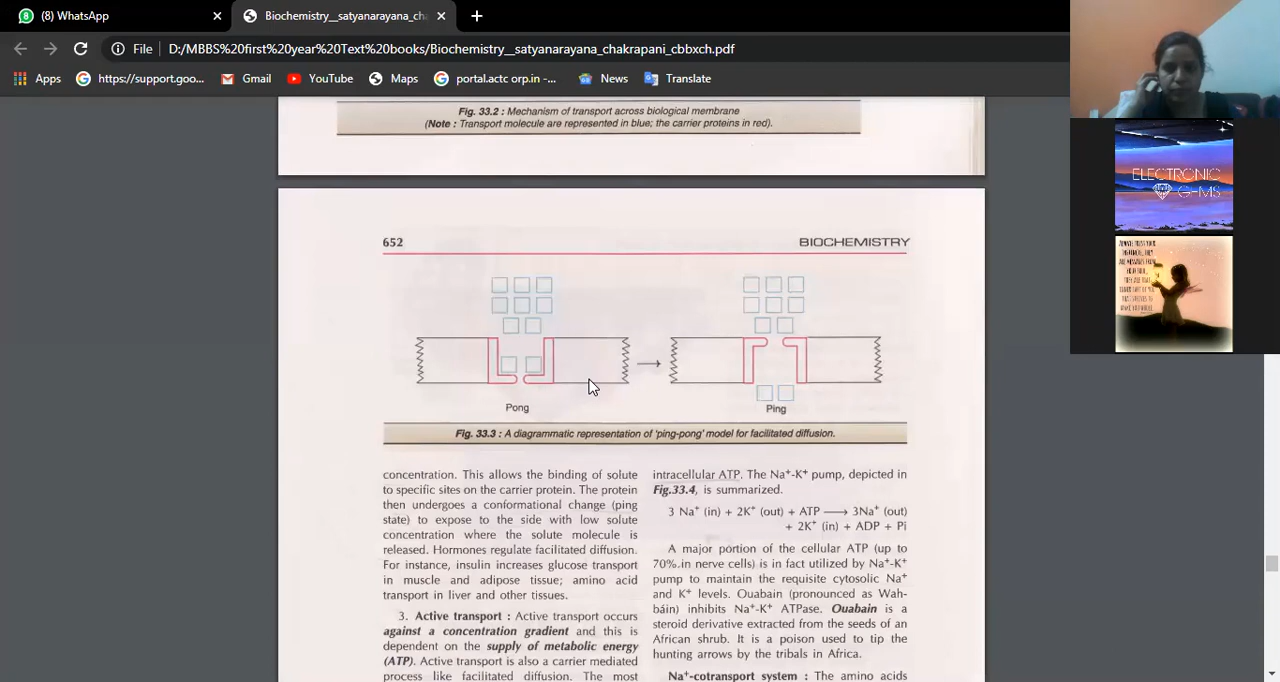 (8) WhatsApp
Biochemistry__satyanarayana_cha
File
D:/MBBS%20first%20year%20Text%20books/Biochemistry__satyanarayana_chakrapani_cbbxch.pdf
Apps
https://support.goo...
Gmail
YouTube
Maps
portal.actc orp.in -...
News
Translate
Fig. 33.2 : Mechanism of transport across biological membrane
(Note : Transport molecule are represented in blue; the carrier proteins in red).
652
BIOCHEMISTRY
Pong
Ping
Fig. 33.3 : A diagrammatic representation of 'ping-pong' model for facilitated diffusion.
concentration. This allows the binding of solute
to specific sites on the carrier protein. The protein
then undergoes a conformational change (ping
state) to expose to the side with low solute
concentration where the solute molecule is
released. Hormones regulate facilitated diffusion.
For instance, insulin increases glucose transport
in muscle and adipose tissue; amino acid
transport in liver and other tissues.
3. Active transport : Active transport occurs
against a concentration gradient and this is
dependent on the supply of metabolic energy
(ATP). Active transport is also a carrier mediated
process like facilitated diffusion. The most
intracellular ATP. The Na⁺-K⁺ pump, depicted in
Fig.33.4, is summarized.
3 Na⁺ (in) + 2K⁺ (out) + ATP ⟶ 3Na⁺ (out)
+ 2K⁺ (in) + ADP + Pi
A major portion of the cellular ATP (up to
70%.in nerve cells) is in fact utilized by Na⁺-K⁺
pump to maintain the requisite cytosolic Na⁺
and K⁺ levels. Ouabain (pronounced as Wah-
báin) inhibits Na⁺-K⁺ ATPase. Ouabain is a
steroid derivative extracted from the seeds of an
African shrub. It is a poison used to tip the
hunting arrows by the tribals in Africa.
Na⁺-cotransport system : The amino acids
ELECTRONIC
GEMS